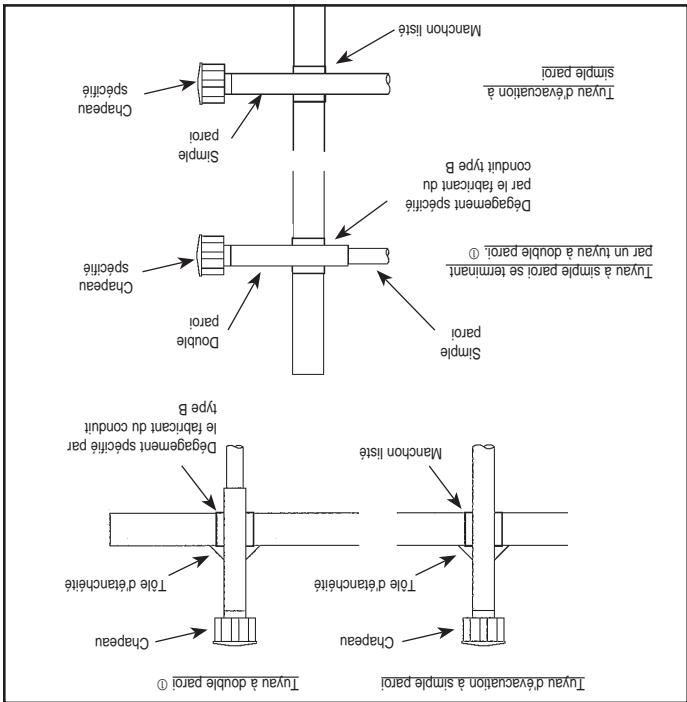 Tuyau d'évacuation à simple paroi
Tuyau à double paroi ①
Chapeau
Chapeau
Tôle d'étanchéité
Tôle d'étanchéité
Manchon listé
Dégagement spécifié par
le fabricant du conduit
type B
Simple
paroi
Double
paroi
Tuyau à simple paroi se terminant
par un tuyau à double paroi. ①
Chapeau
spécifié
Dégagement spécifié
par le fabricant du
conduit type B
Simple
paroi
Tuyau d'évacuation à
simple paroi
Chapeau
spécifié
Manchon listé